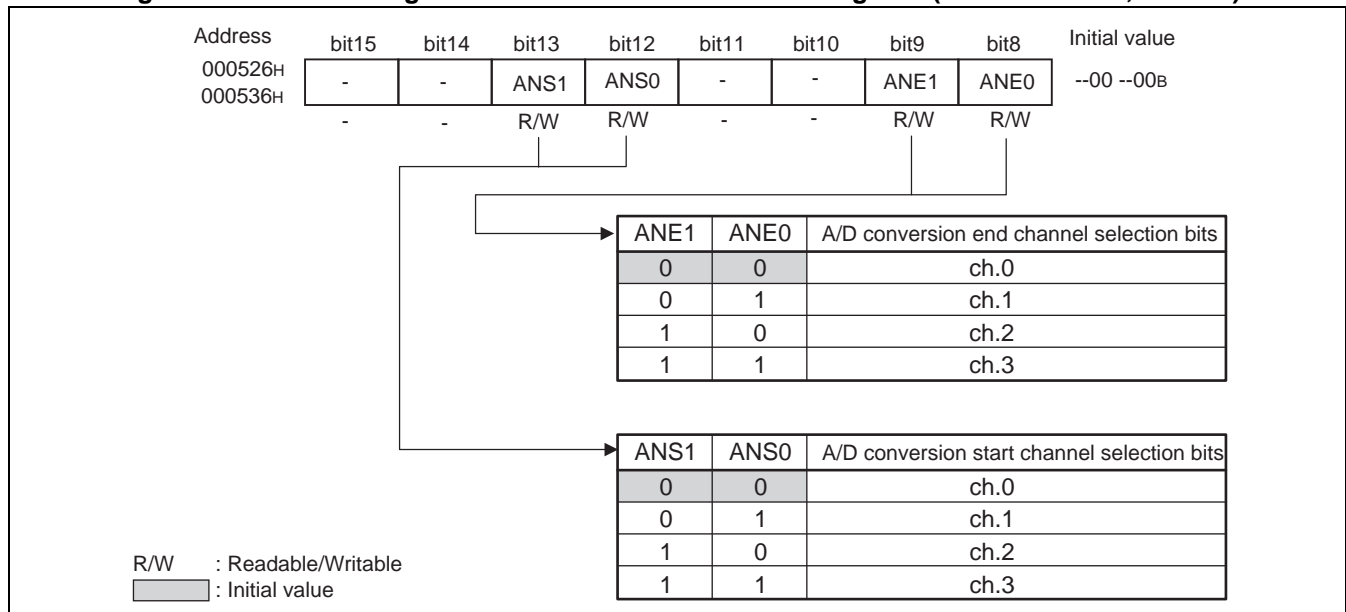 Address bit15 bit14 bit13 bit12 bit11 bit10 bit9 bit8 Initial value
000526H
000536H
- - ANS1 ANS0 - - ANE1 ANE0 --00 --00B
- - R/W R/W - - R/W R/W
ANE1 ANE0 A/D conversion end channel selection bits
0 0 ch.0
0 1 ch.1
1 0 ch.2
1 1 ch.3
ANS1 ANS0 A/D conversion start channel selection bits
0 0 ch.0
0 1 ch.1
1 0 ch.2
1 1 ch.3
R/W : Readable/Writable
: Initial value